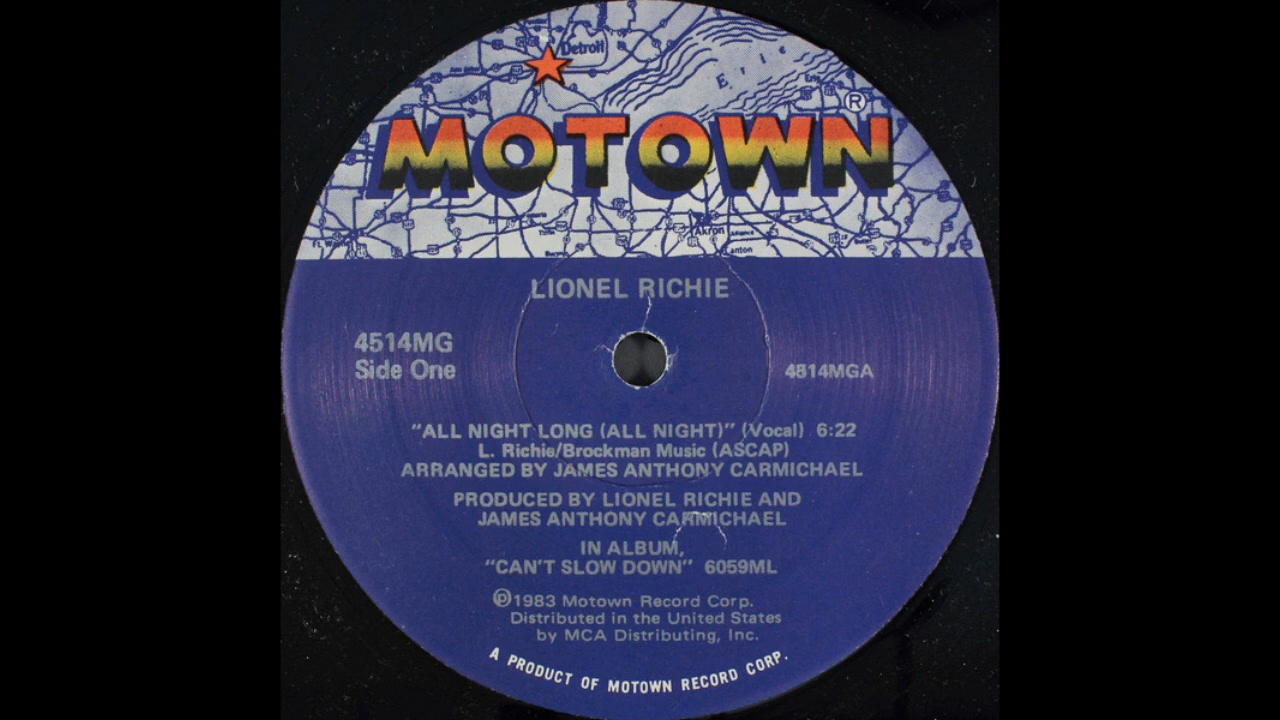 Detroit
Erie
®
MOTOWN
Akron
LIONEL RICHIE
4514MG
Side One
4814MGA
"ALL NIGHT LONG (ALL NIGHT)" (Vocal) 6:22
L. Richie/Brockman Music (ASCAP)
ARRANGED BY JAMES ANTHONY CARMICHAEL
PRODUCED BY LIONEL RICHIE AND
JAMES ANTHONY CARMICHAEL
IN ALBUM,
"CAN'T SLOW DOWN" 6059ML
℗1983 Motown Record Corp.
Distributed in the United States
by MCA Distributing, Inc.
A PRODUCT OF MOTOWN RECORD CORP.